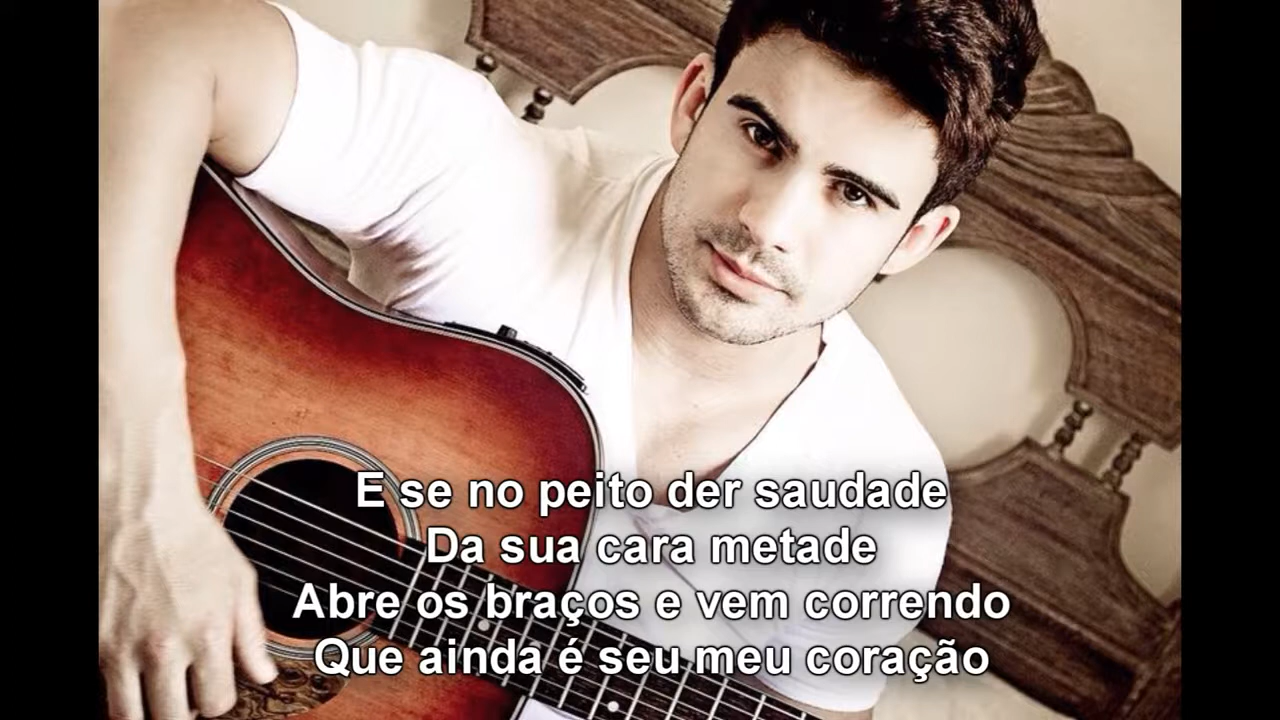 E se no peito der saudade
Da sua cara metade
Abre os braços e vem correndo
Que ainda é seu meu coração